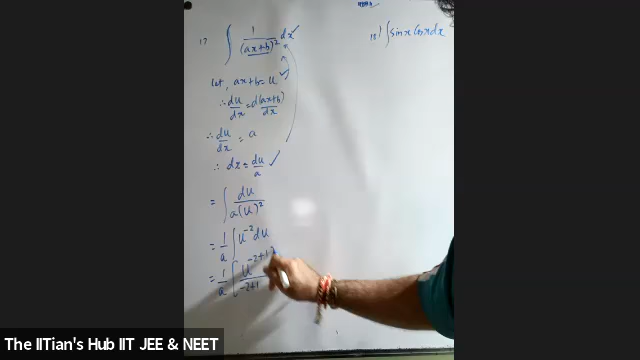 17 ∫ 1/(ax+b)² dx ✓
let, ax+b = u ✓
∴ du/dx = d(ax+b)/dx
∴ du/dx = a
∴ dx = du/a ✓
= ∫ du/a(u)²
= 1/a ∫ u⁻² du
= 1/a [ u⁻²⁺¹/-2+1
18) ∫ sinx cosx dx
The IITian's Hub IIT JEE & NEET